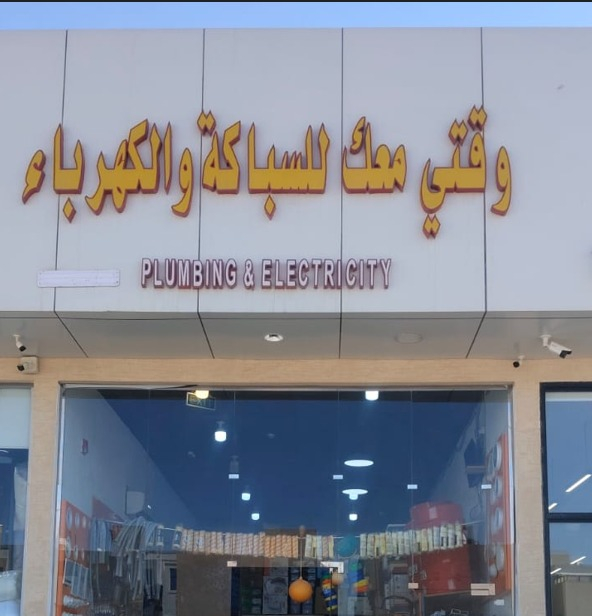 وقتي معك للسباكة والكهرباء
PLUMBING & ELECTRICITY